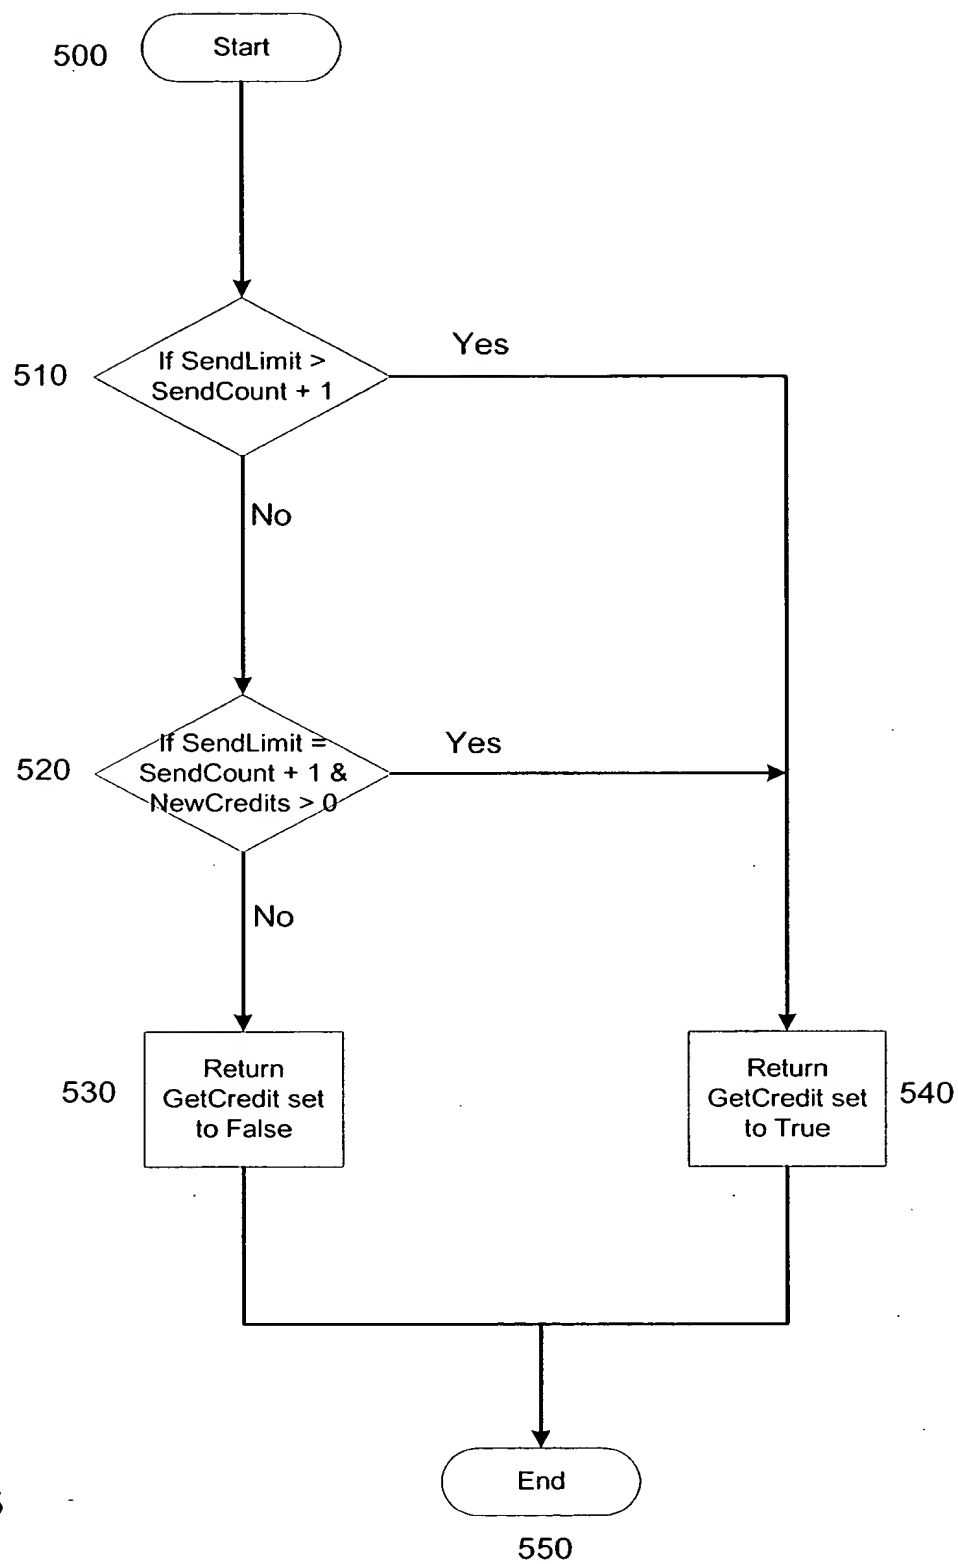 500
Start
510
If SendLimit >
SendCount + 1
Yes
No
520
If SendLimit =
SendCount + 1 &
NewCredits > 0
Yes
No
530
Return
GetCredit set
to False
Return
GetCredit set
to True
540
End
550